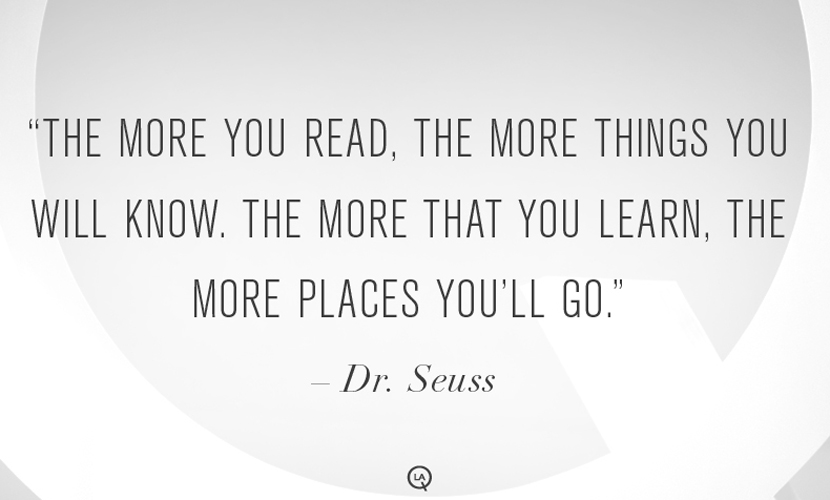 “THE MORE YOU READ, THE MORE THINGS YOU
WILL KNOW. THE MORE THAT YOU LEARN, THE
MORE PLACES YOU’LL GO.”
– Dr. Seuss
LA